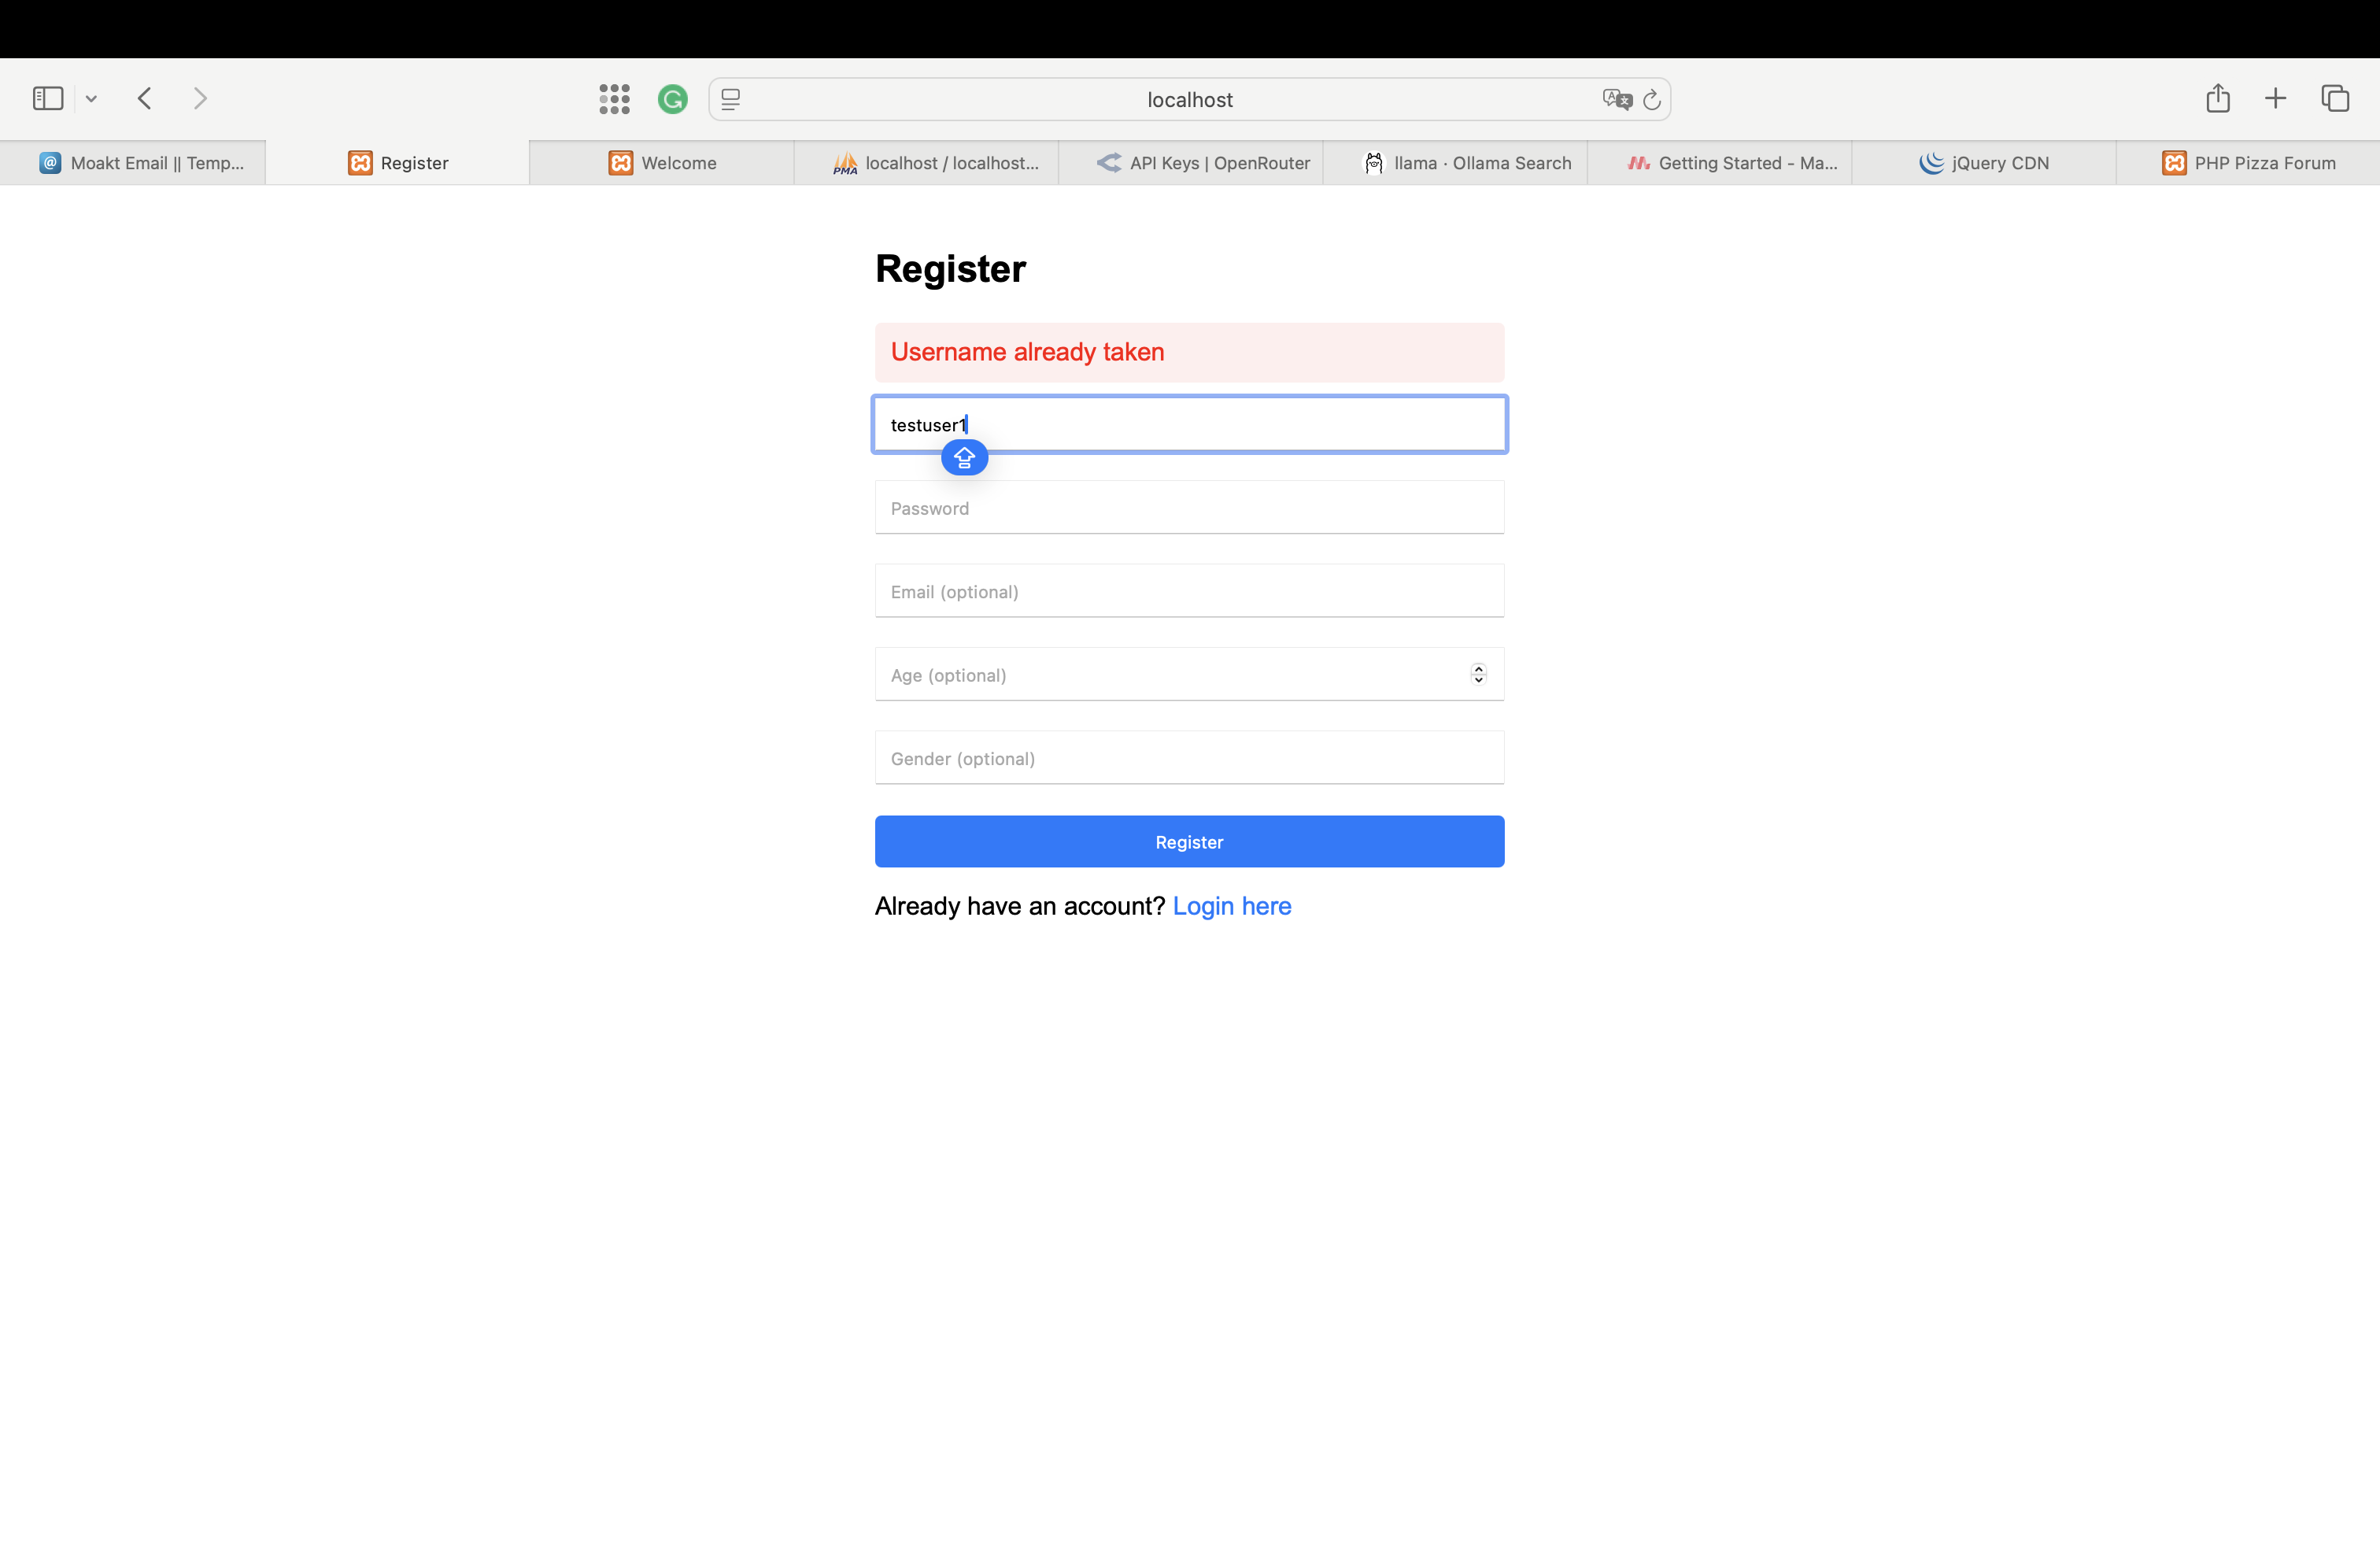 localhost
Moakt Email || Temp...
Register
Welcome
PMA
localhost / localhost...
API Keys | OpenRouter
llama · Ollama Search
Getting Started - Ma...
jQuery CDN
PHP Pizza Forum
Register
Username already taken
testuser1
Password
Email (optional)
Age (optional)
Gender (optional)
Register
Already have an account? Login here